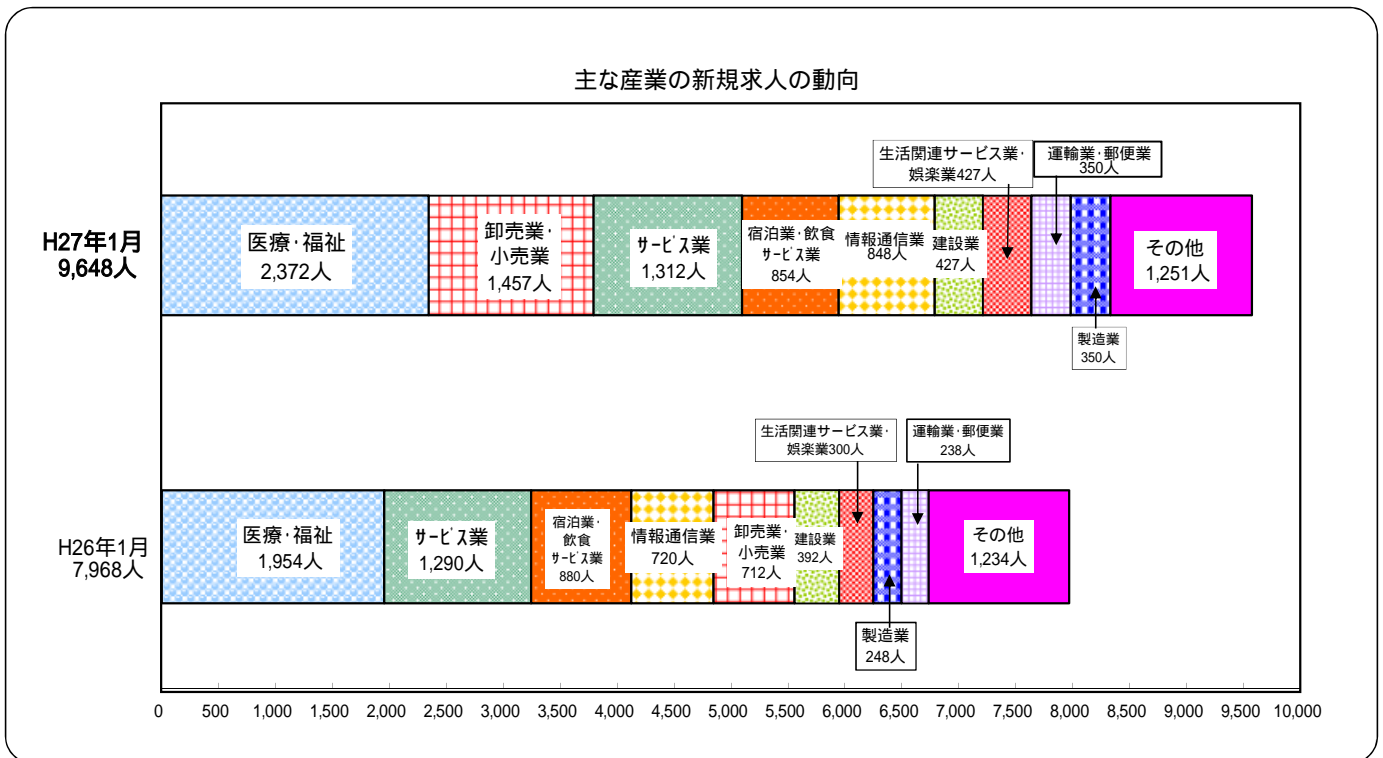 主な産業の新規求人の動向
生活関連サービス業・
娯楽業427人
運輸業・郵便業
350人
H27年1月
9,648人
医療・福祉
2,372人
卸売業・
小売業
1,457人
ｻｰﾋﾞｽ業
1,312人
宿泊業・飲食
サービス業
854人
情報通信業
848人
建設業
427人
その他
1,251人
製造業
350人
生活関連サービス業・
娯楽業300人
運輸業・郵便業
238人
H26年1月
7,968人
医療・福祉
1,954人
ｻｰﾋﾞｽ業
1,290人
宿泊業・
飲食
サービス業
880人
情報通信業
720人
卸売業・
小売業
712人
建設業
392人
その他
1,234人
製造業
248人
0 500 1,000 1,500 2,000 2,500 3,000 3,500 4,000 4,500 5,000 5,500 6,000 6,500 7,000 7,500 8,000 8,500 9,000 9,500 10,000